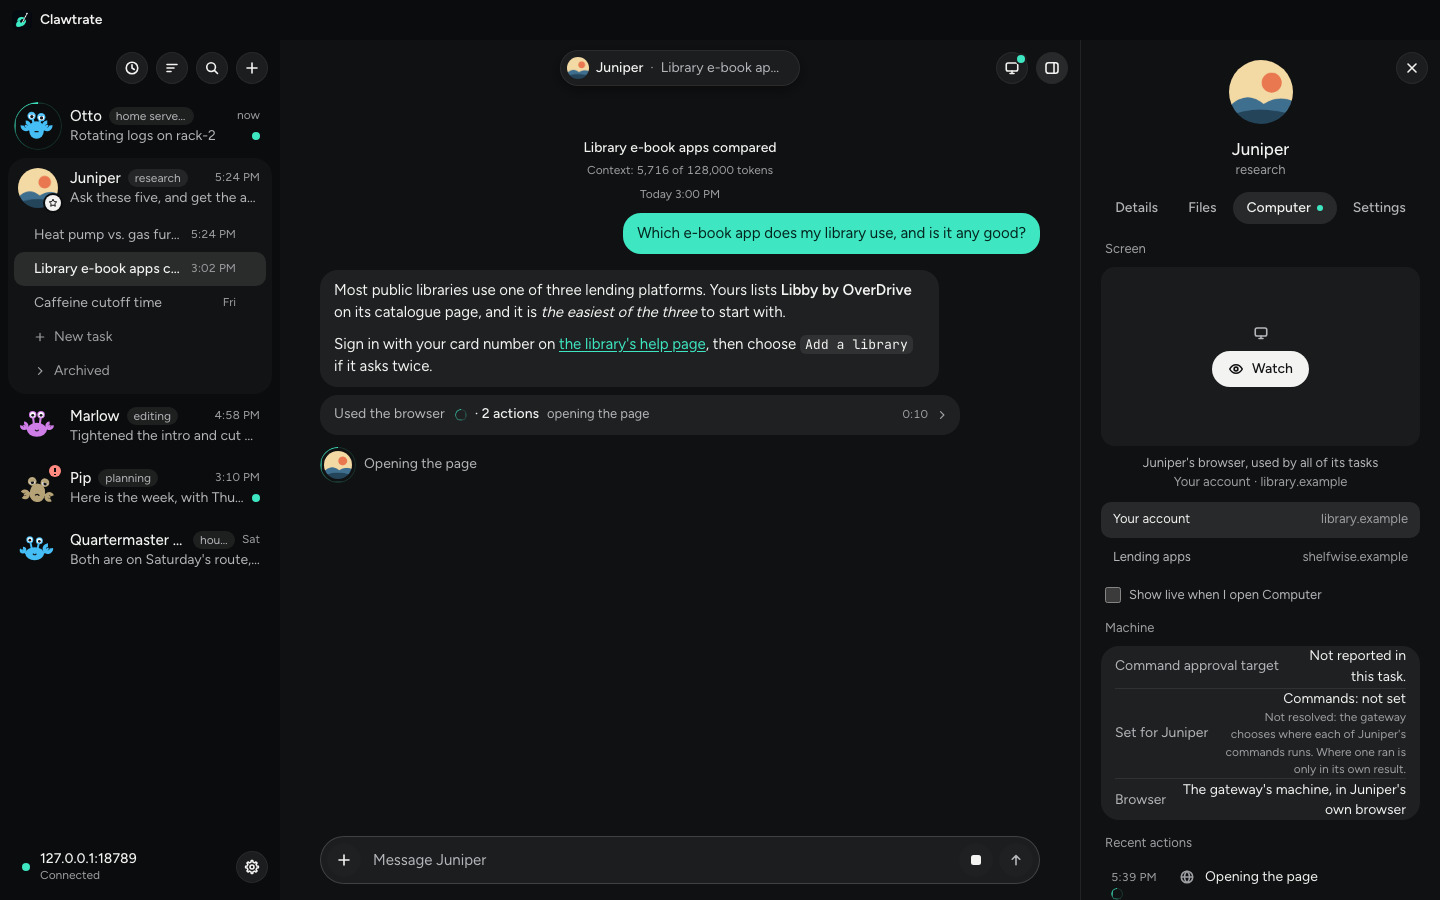 Clawtrate
Otto home serve... now
Rotating logs on rack-2
Juniper research 5:24 PM
Ask these five, and get the a...
Heat pump vs. gas fur... 5:24 PM
Library e-book apps c... 3:02 PM
Caffeine cutoff time Fri
New task
Archived
Marlow editing 4:58 PM
Tightened the intro and cut ...
Pip planning 3:10 PM
Here is the week, with Thu...
Quartermaster ... hou... Sat
Both are on Saturday's route,...
127.0.0.1:18789
Connected
Juniper · Library e-book ap...
Library e-book apps compared
Context: 5,716 of 128,000 tokens
Today 3:00 PM
Which e-book app does my library use, and is it any good?
Most public libraries use one of three lending platforms. Yours lists Libby by OverDrive
on its catalogue page, and it is the easiest of the three to start with.
Sign in with your card number on the library's help page, then choose Add a library
if it asks twice.
Used the browser · 2 actions opening the page 0:10
Opening the page
Message Juniper
Juniper
research
Details Files Computer Settings
Screen
Watch
Juniper's browser, used by all of its tasks
Your account · library.example
Your account library.example
Lending apps shelfwise.example
Show live when I open Computer
Machine
Command approval target Not reported in
this task.
Set for Juniper Commands: not set
Not resolved: the gateway
chooses where each of Juniper's
commands runs. Where one ran is
only in its own result.
Browser The gateway's machine, in Juniper's
own browser
Recent actions
5:39 PM Opening the page